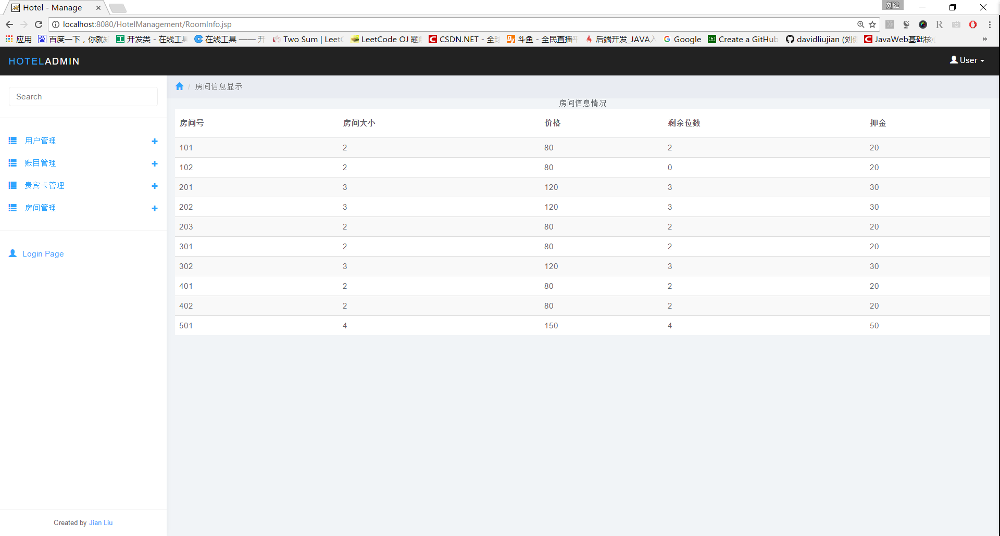 Hotel - Manage
刘健
localhost:8080/HotelManagement/RoomInfo.jsp
应用 百度一下，你就知 开发类 - 在线工具 在线工具 —— 开 Two Sum | LeetC LeetCode OJ 题 CSDN.NET - 全球 斗鱼 - 全民直播平 后端开发_JAVA入 Google Create a GitHub davidliujian (刘健 JavaWeb基础核心 »
HOTELADMIN
User
Search
用户管理
账目管理
贵宾卡管理
房间管理
Login Page
Created by Jian Liu
/ 房间信息显示
房间信息情况
房间号 房间大小 价格 剩余位数 押金
101 2 80 2 20
102 2 80 0 20
201 3 120 3 30
202 3 120 3 30
203 2 80 2 20
301 2 80 2 20
302 3 120 3 30
401 2 80 2 20
402 2 80 2 20
501 4 150 4 50